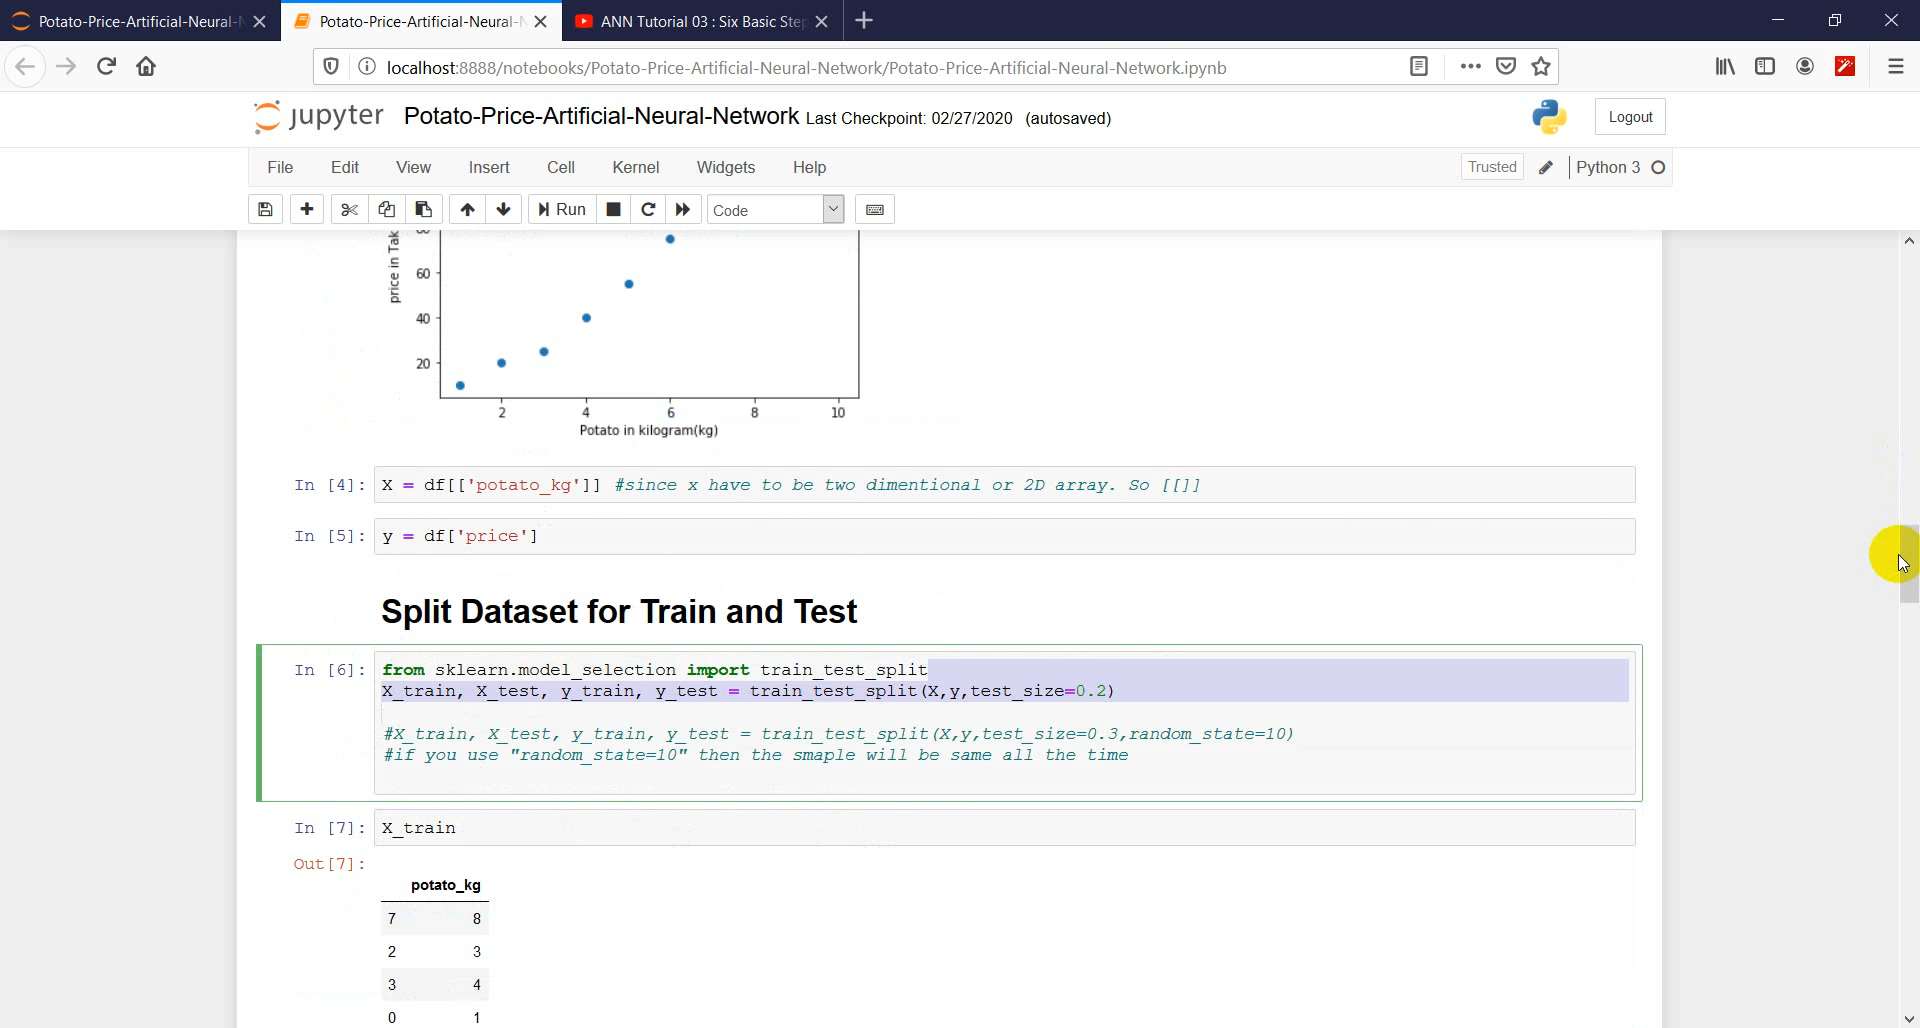 Potato-Price-Artificial-Neural-
Potato-Price-Artificial-Neural-
ANN Tutorial 03 : Six Basic Step
localhost:8888/notebooks/Potato-Price-Artificial-Neural-Network/Potato-Price-Artificial-Neural-Network.ipynb
jupyter Potato-Price-Artificial-Neural-Network Last Checkpoint: 02/27/2020 (autosaved)
Logout
File Edit View Insert Cell Kernel Widgets Help
Trusted Python 3
Run Code
price in Tak
60
40
20
2 4 6 8 10
Potato in kilogram(kg)
In [4]: X = df[['potato_kg']] #since x have to be two dimentional or 2D array. So [[]]
In [5]: y = df['price']
Split Dataset for Train and Test
In [6]: from sklearn.model_selection import train_test_split
X_train, X_test, y_train, y_test = train_test_split(X,y,test_size=0.2)
#X_train, X_test, y_train, y_test = train_test_split(X,y,test_size=0.3,random_state=10)
#if you use "random_state=10" then the smaple will be same all the time
In [7]: X_train
Out[7]:
potato_kg
7 8
2 3
3 4
0 1